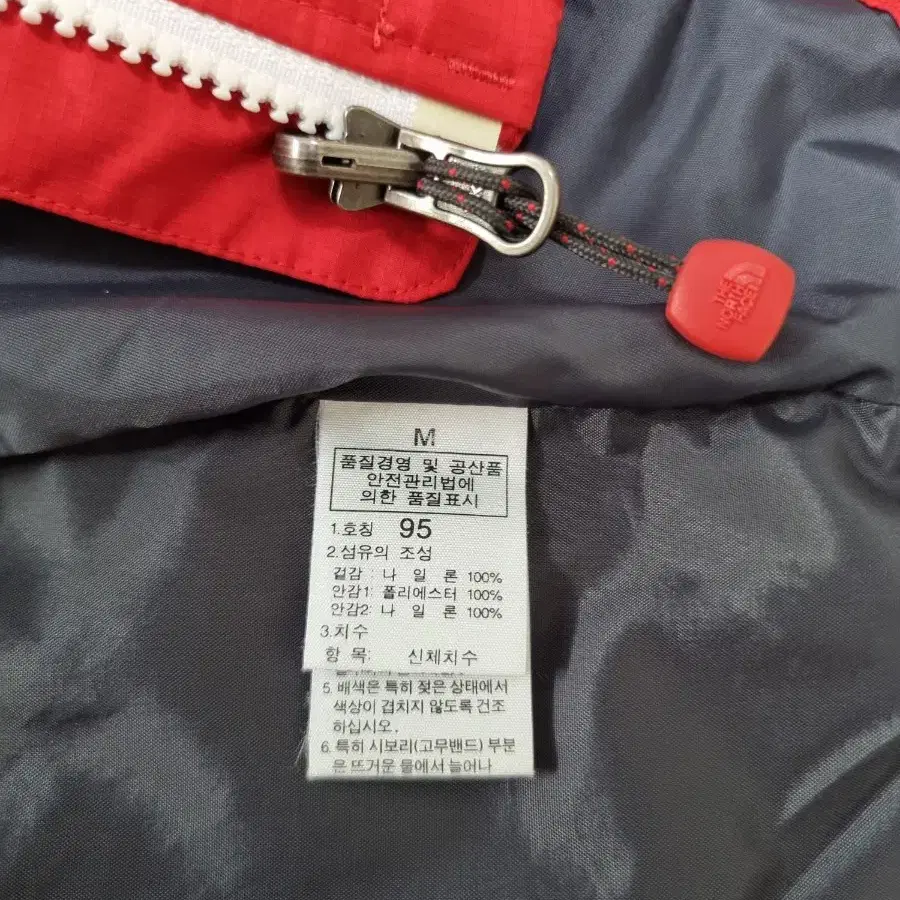 THE
NORTH
FACE
M
품질경영 및 공산품
안전관리법에
의한 품질표시
1.호칭 95
2.섬유의 조성
겉감 : 나 일 론 100%
안감1: 폴리에스터 100%
안감2: 나 일 론 100%
3.치수
항 목: 신체치수
5. 배색은 특히 젖은 상태에서
색상이 겹치지 않도록 건조
하십시오.
6. 특히 시보리(고무밴드) 부분
은 뜨거운 물에서 늘어나